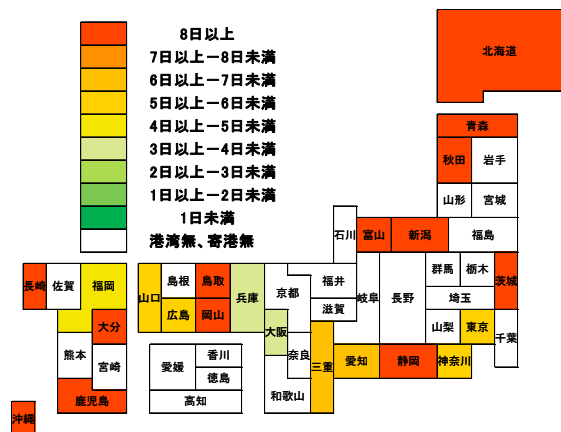 8日以上
7日以上－8日未満
6日以上－7日未満
5日以上－6日未満
4日以上－5日未満
3日以上－4日未満
2日以上－3日未満
1日以上－2日未満
1日未満
港湾無、寄港無
北海道
青森
秋田
岩手
山形
宮城
石川
富山
新潟
福島
群馬
栃木
茨城
長崎
佐賀
福岡
山口
島根
鳥取
兵庫
京都
福井
岐阜
長野
埼玉
滋賀
広島
岡山
大分
大阪
山梨
東京
千葉
熊本
宮崎
愛媛
香川
奈良
三重
愛知
静岡
神奈川
徳島
鹿児島
高知
和歌山
沖縄